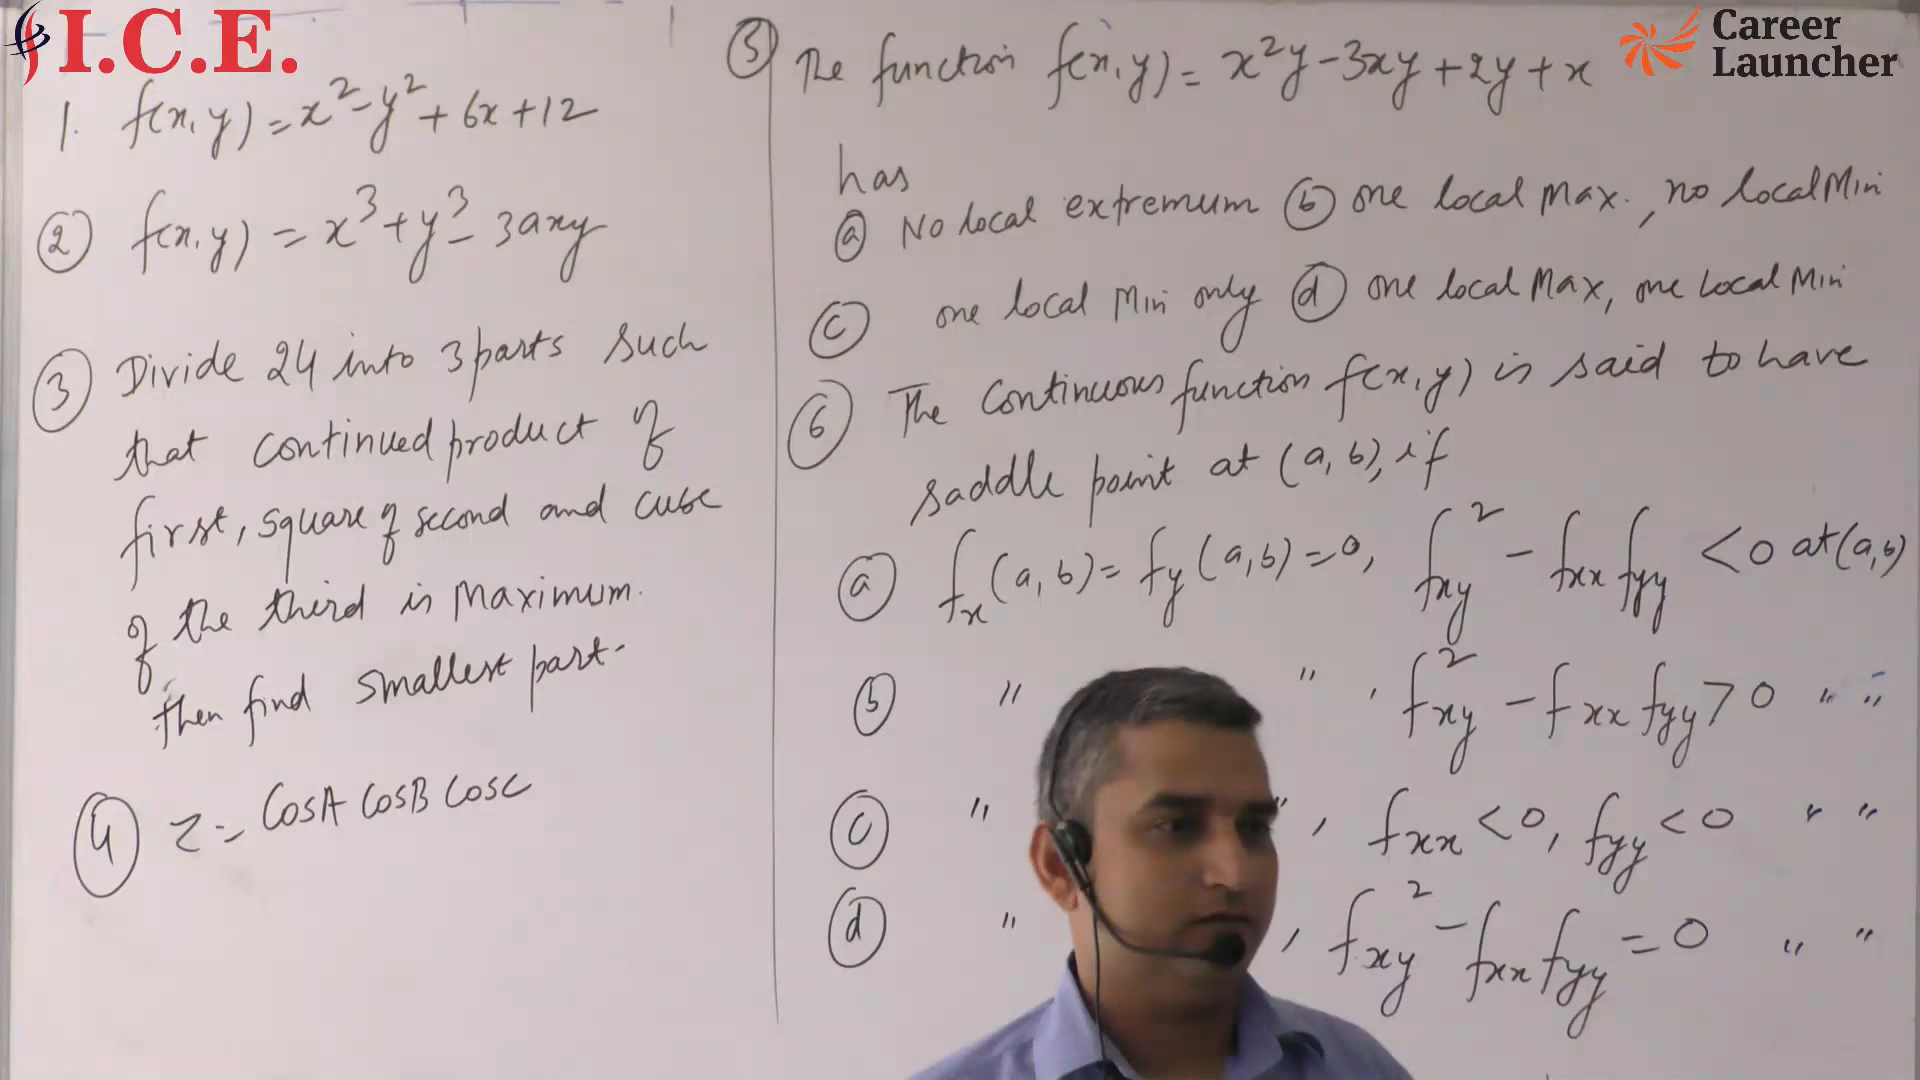 I.C.E.
Career
Launcher
1. f(x,y)=x²-y²+6x+12
② f(x,y) = x³+y³-3axy
③ Divide 24 into 3 parts such
that continued product of
first, square of second and cube
of the third is Maximum.
then find smallest part.
④ z = CosA CosB CosC
⑤ The function f(x,y)= x²y-3xy+2y+x
has
ⓐ No local extremum ⓑ one local Max., no local Min
ⓒ one local Min only ⓓ one local Max, one Local Min
⑥ The Continuous function f(x,y) is said to have
saddle point at (a,b), if
ⓐ fx(a,b)= fy(a,b)=0, fxy² - fxx fyy <0 at(a,b)
ⓑ " " , fxy² - fxx fyy >0 " "
ⓒ " " , fxx <0, fyy <0 " "
ⓓ " , fxy² - fxx fyy =0 " "